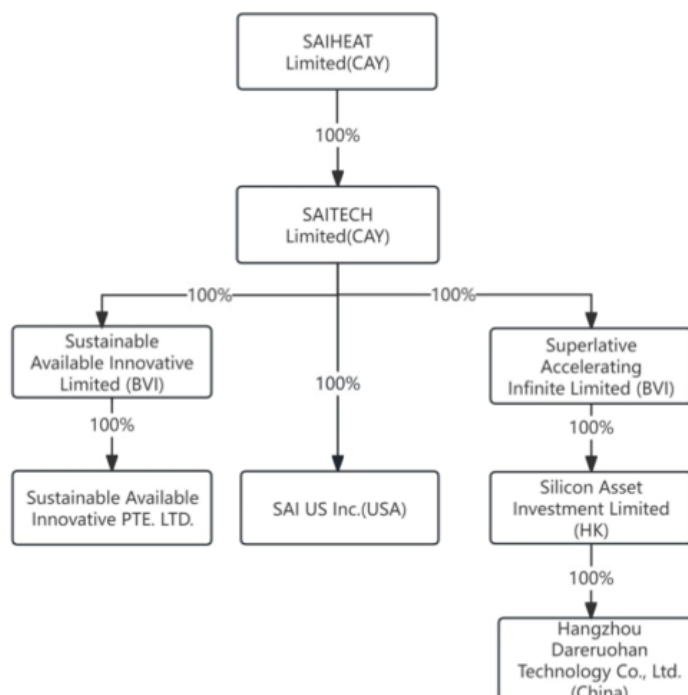 SAIHEAT
Limited(CAY)
100%
SAITECH
Limited(CAY)
100%
100%
Sustainable
Available Innovative
Limited (BVI)
100%
Superlative
Accelerating
Infinite Limited (BVI)
100%
100%
Sustainable Available
Innovative PTE. LTD.
SAI US Inc.(USA)
Silicon Asset
Investment Limited
(HK)
100%
Hangzhou
Dareruohan
Technology Co., Ltd.
(China)